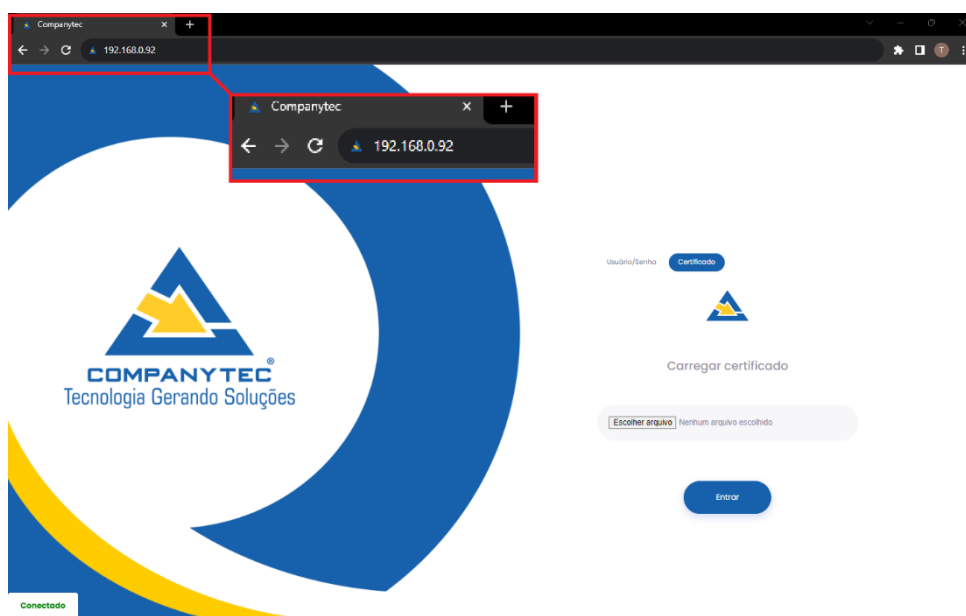 Companytec
192.168.0.92
T
Companytec
192.168.0.92
Usuário/Senha
Certificado
COMPANYTEC®
Tecnologia Gerando Soluções
Carregar certificado
Escolher arquivo Nenhum arquivo escolhido
Entrar
Conectado